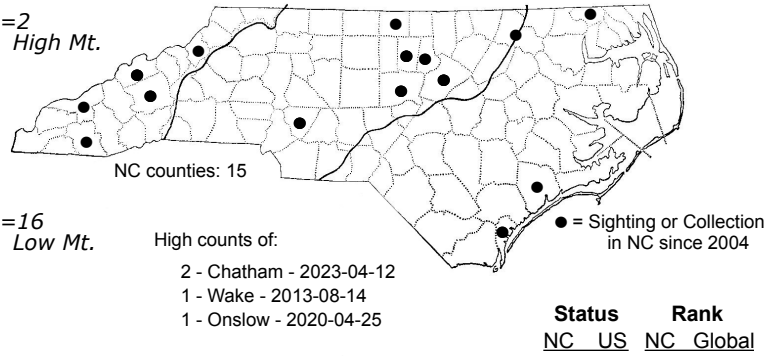 =2
High Mt.
NC counties: 15
=16
Low Mt.
High counts of:
2 - Chatham - 2023-04-12
1 - Wake - 2013-08-14
1 - Onslow - 2020-04-25
● = Sighting or Collection
in NC since 2004
Status Rank
NC US NC Global